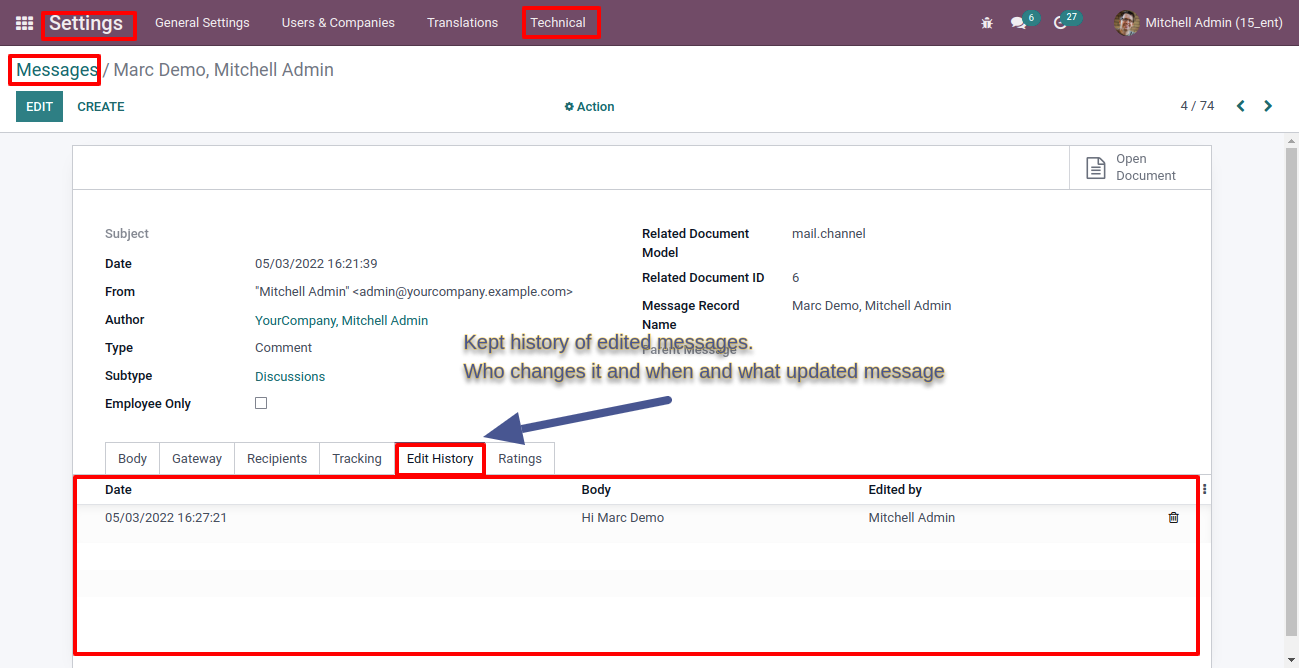 Settings General Settings Users & Companies Translations Technical 6 27 Mitchell Admin (15_ent)
Messages / Marc Demo, Mitchell Admin
EDIT CREATE Action 4 / 74
Open
Document
Subject
Date 05/03/2022 16:21:39
From "Mitchell Admin" <admin@yourcompany.example.com>
Author YourCompany, Mitchell Admin
Type Comment
Subtype Discussions
Employee Only
Related Document
Model mail.channel
Related Document ID 6
Message Record
Name Marc Demo, Mitchell Admin
Parent Message
Kept history of edited messages.
Who changes it and when and what updated message
Body Gateway Recipients Tracking Edit History Ratings
Date Body Edited by
05/03/2022 16:27:21 Hi Marc Demo Mitchell Admin